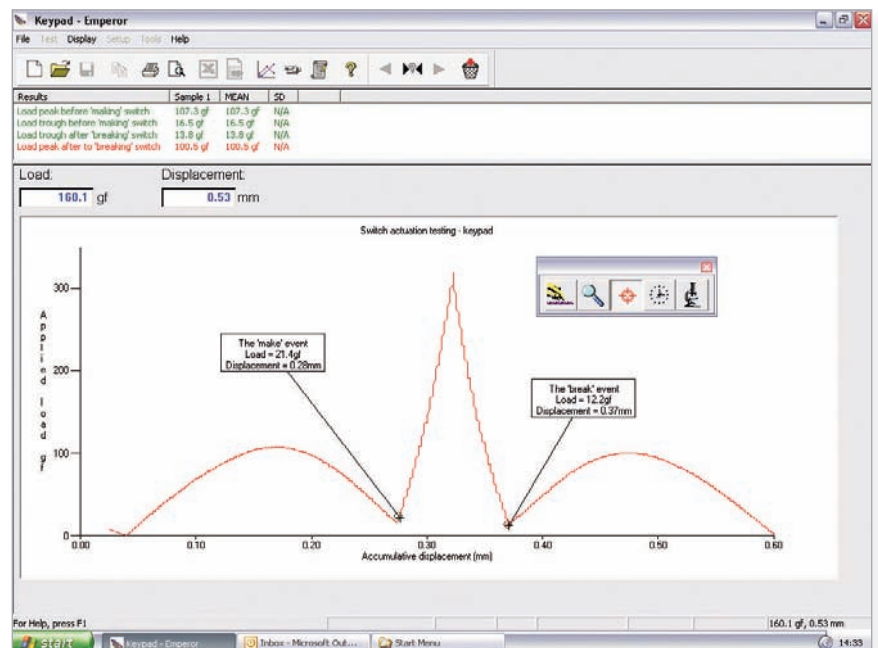 Keypad - Emperor
File Test Display Setup Tools Help
Results Sample 1 MEAN SD
Load peak before 'making' switch 107.3 gf 107.3 gf N/A
Load trough before 'making' switch 16.5 gf 16.5 gf N/A
Load trough after 'breaking' switch 13.8 gf 13.8 gf N/A
Load peak after to 'breaking' switch 100.5 gf 100.5 gf N/A
Load: Displacement:
160.1 gf 0.53 mm
Switch actuation testing - keypad
Applied load gf
300
200
100
0
The 'make' event
Load = 21.4gf
Displacement = 0.28mm
The 'break' event
Load = 12.2gf
Displacement = 0.37mm
0.00 0.10 0.20 0.30 0.40 0.50 0.60
Accumulative displacement (mm)
For Help, press F1 160.1 gf, 0.53 mm
start Keypad - Emperor Inbox - Microsoft Out... Start Menu 14:33